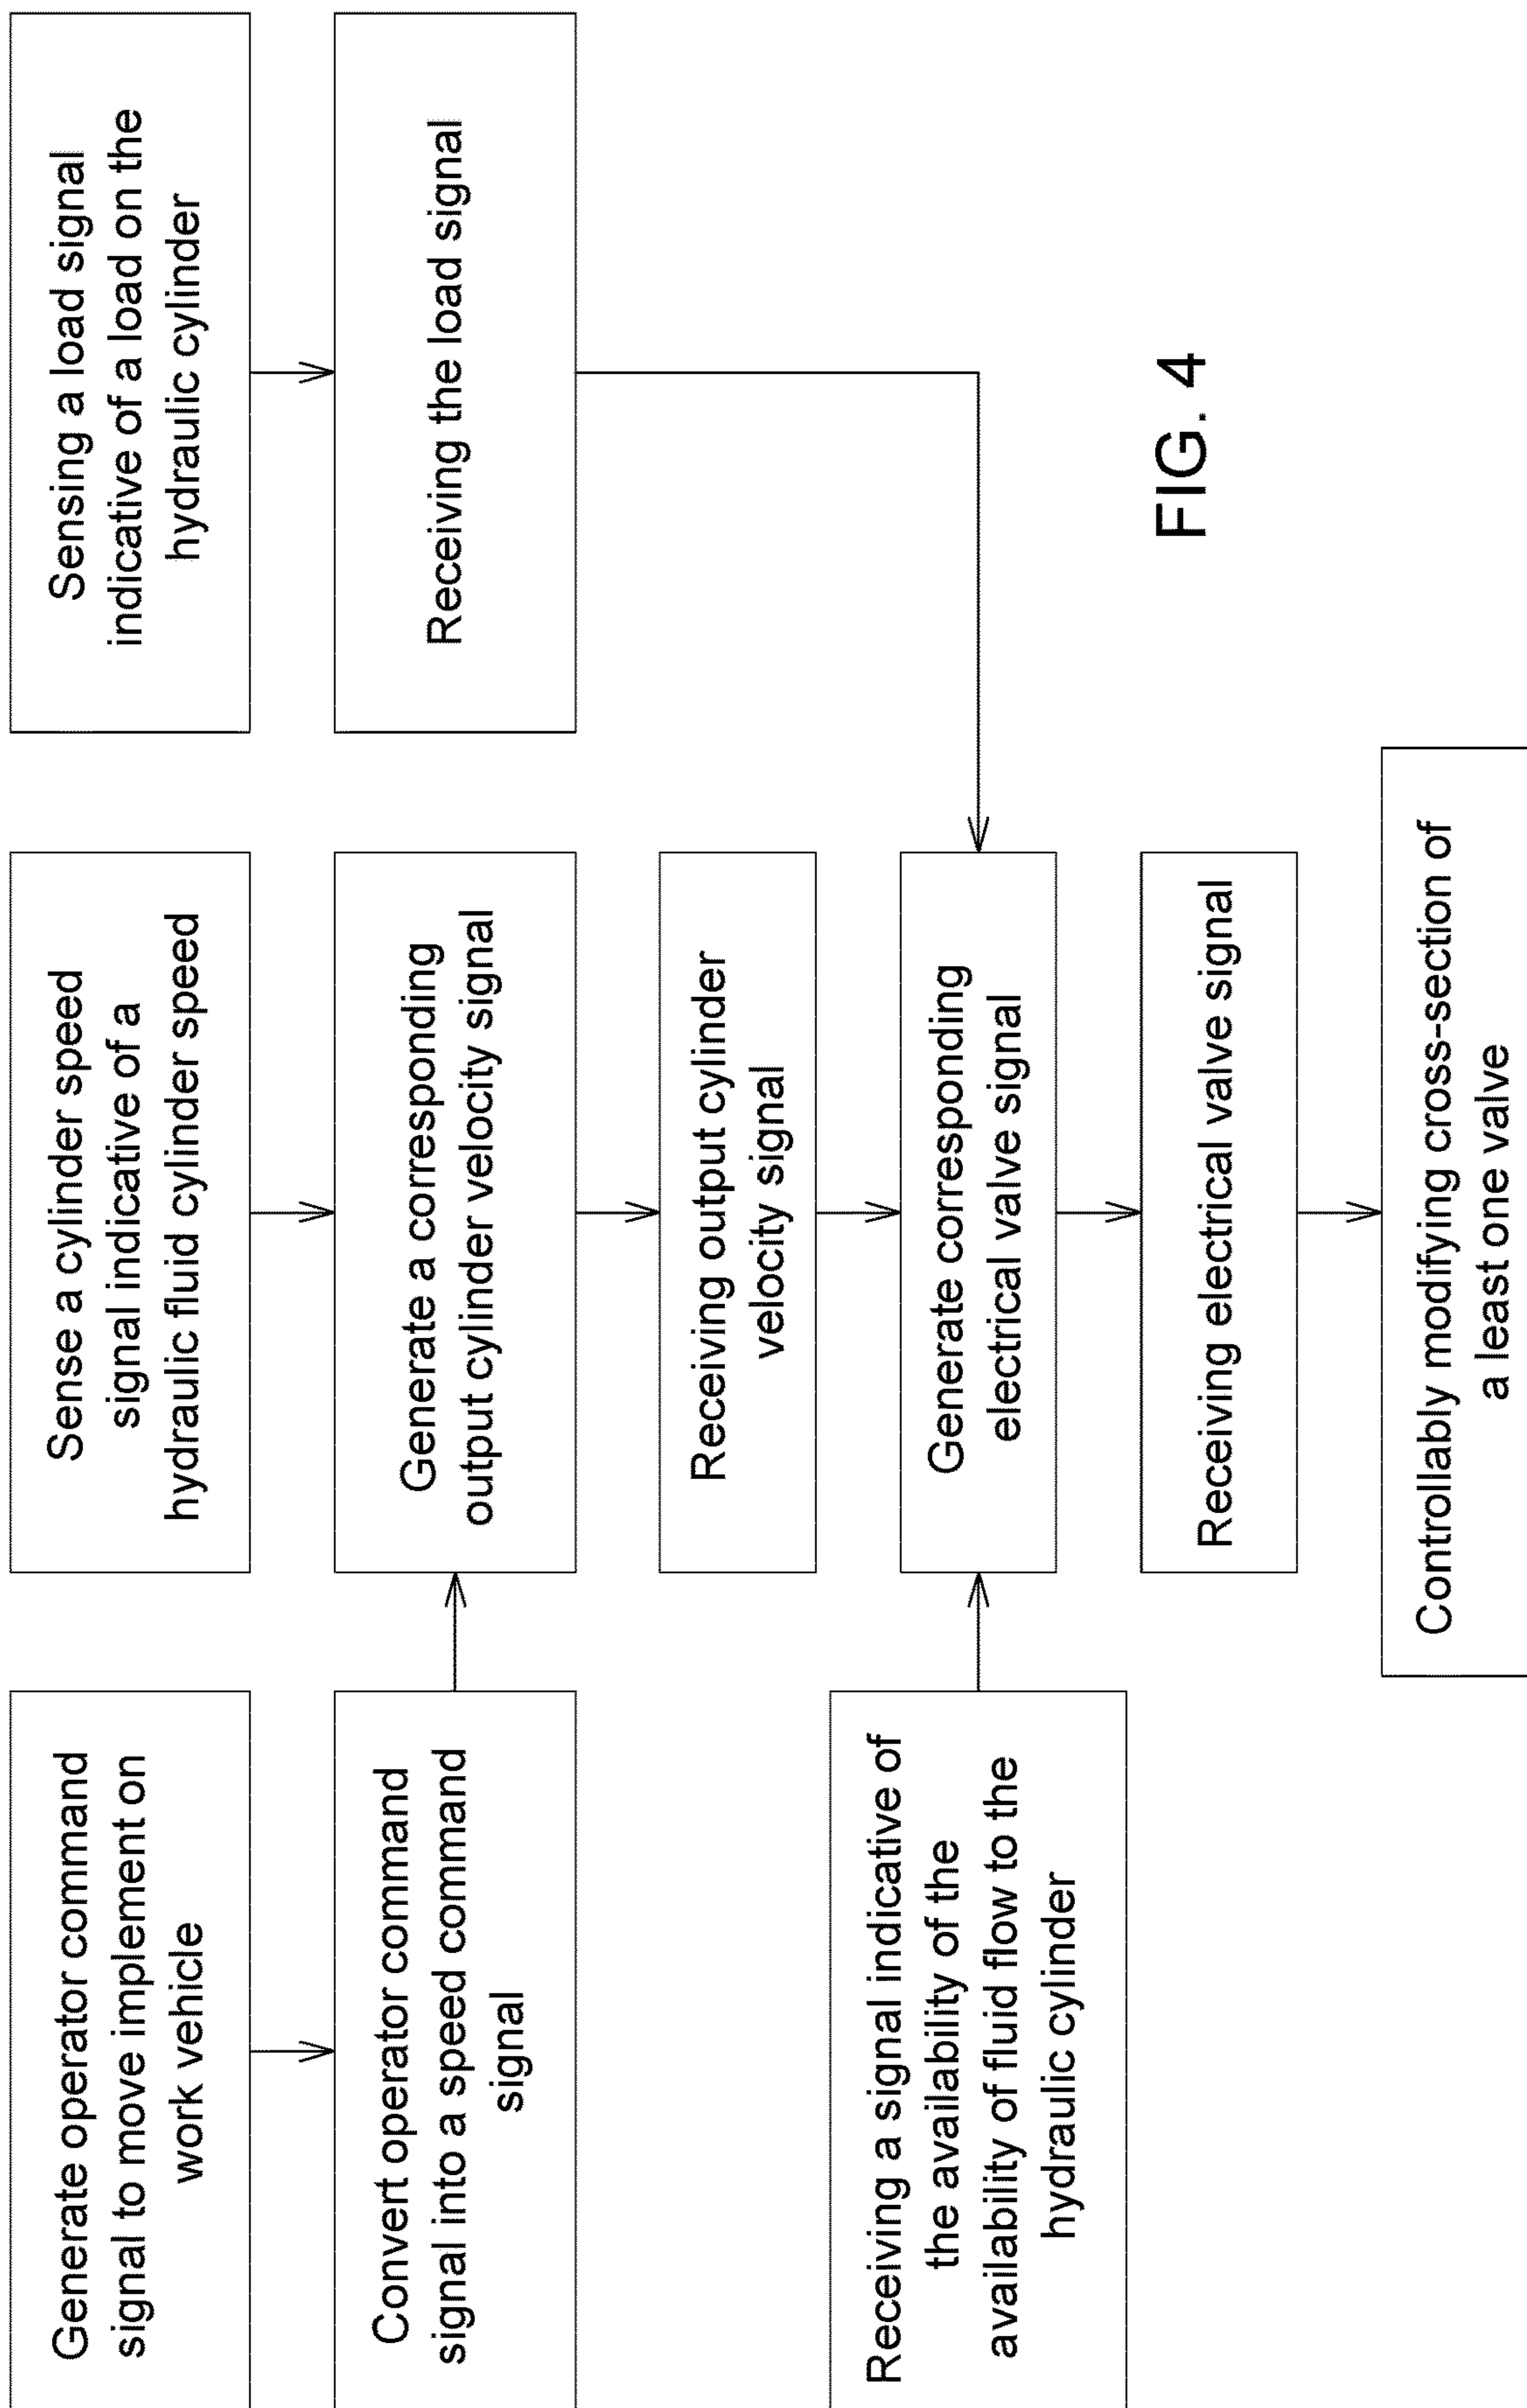 Generate operator command
signal to move implement on
work vehicle
Sense a cylinder speed
signal indicative of a
hydraulic fluid cylinder speed
Sensing a load signal
indicative of a load on the
hydraulic cylinder
Convert operator command
signal into a speed command
signal
Generate a corresponding
output cylinder velocity signal
Receiving the load signal
Receiving output cylinder
velocity signal
Receiving a signal indicative of
the availability of the
availability of fluid flow to the
hydraulic cylinder
Generate corresponding
electrical valve signal
Receiving electrical valve signal
Controllably modifying cross-section of
a least one valve
FIG. 4